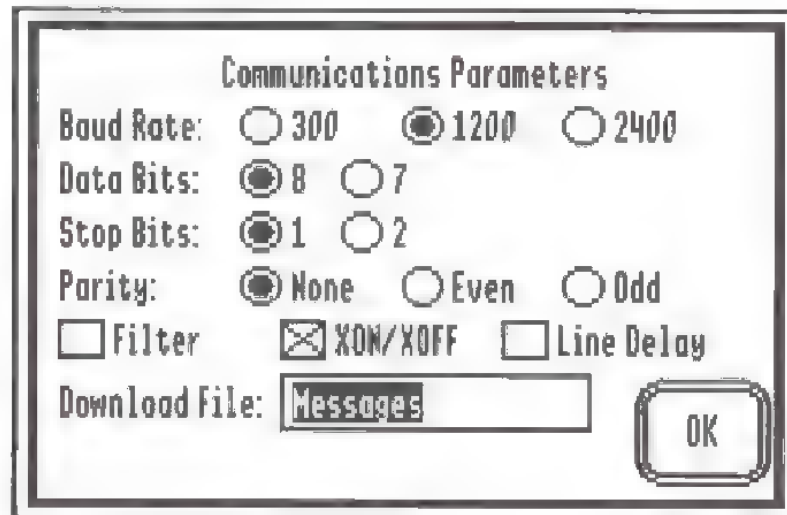 Communications Parameters
Baud Rate: 300 1200 2400
Data Bits: 8 7
Stop Bits: 1 2
Parity: None Even Odd
Filter XON/XOFF Line Delay
Download File: Messages
OK